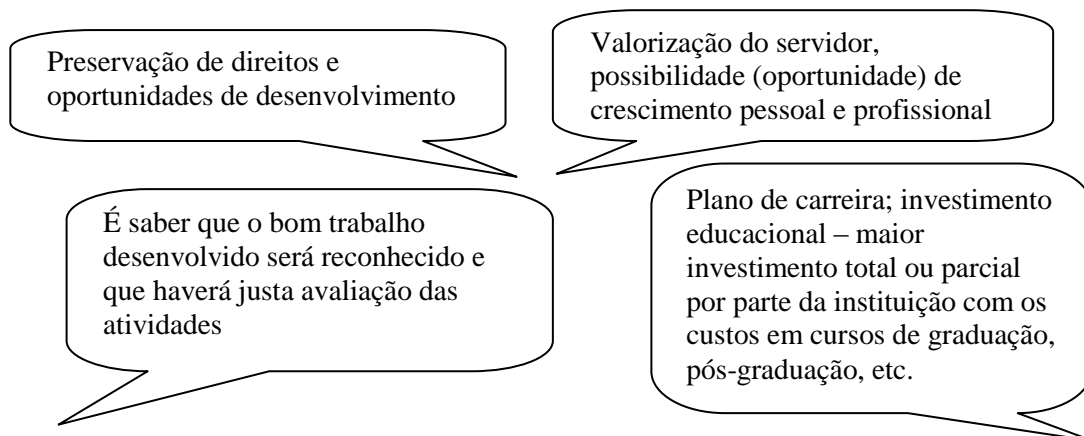 Preservação de direitos e
oportunidades de desenvolvimento
Valorização do servidor,
possibilidade (oportunidade) de
crescimento pessoal e profissional
É saber que o bom trabalho
desenvolvido será reconhecido e
que haverá justa avaliação das
atividades
Plano de carreira; investimento
educacional – maior
investimento total ou parcial
por parte da instituição com os
custos em cursos de graduação,
pós-graduação, etc.